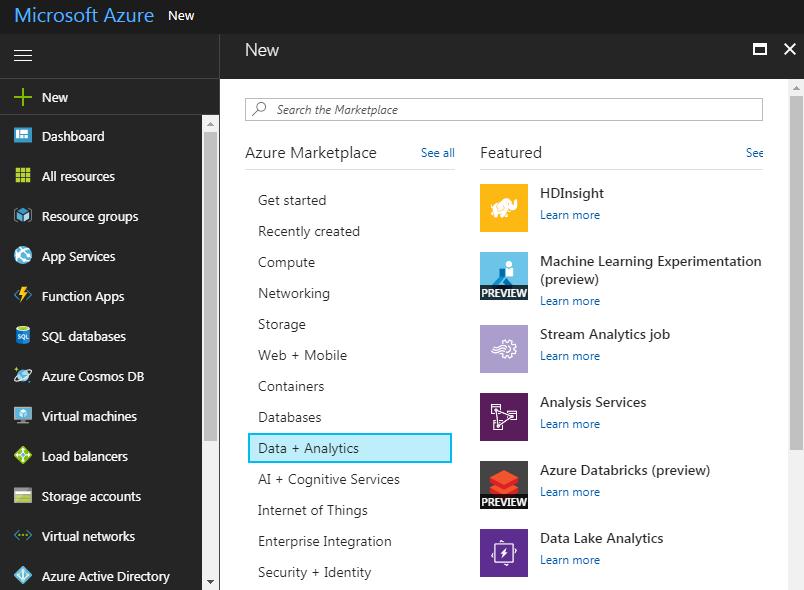 Microsoft Azure New
New
New
Dashboard
All resources
Resource groups
App Services
Function Apps
SQL
SQL databases
Azure Cosmos DB
Virtual machines
Load balancers
Storage accounts
Virtual networks
Azure Active Directory
Search the Marketplace
Azure Marketplace See all
Get started
Recently created
Compute
Networking
Storage
Web + Mobile
Containers
Databases
Data + Analytics
AI + Cognitive Services
Internet of Things
Enterprise Integration
Security + Identity
Featured See
HDInsight
Learn more
Machine Learning Experimentation
(preview)
PREVIEW
Learn more
Stream Analytics job
Learn more
Analysis Services
Learn more
Azure Databricks (preview)
Learn more
PREVIEW
Data Lake Analytics
Learn more